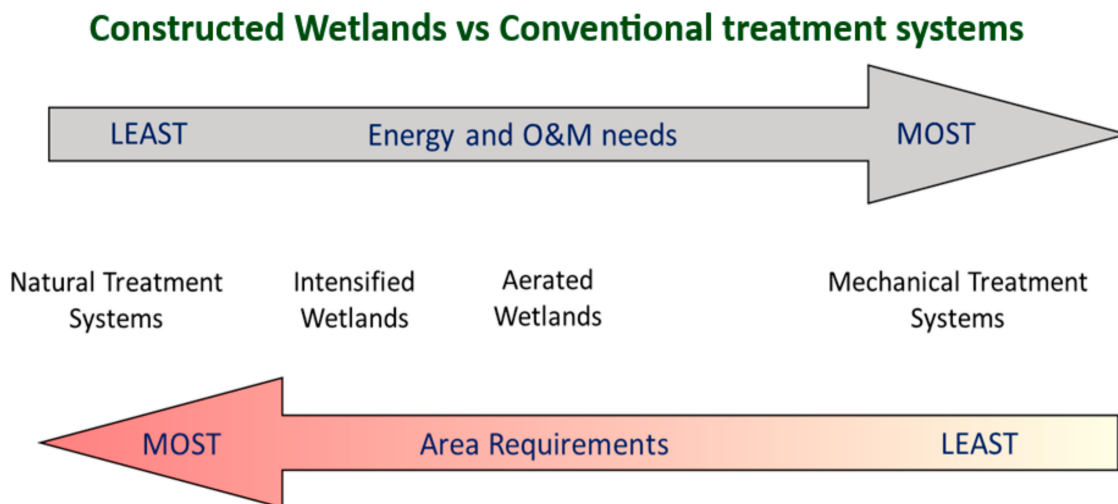 Constructed Wetlands vs Conventional treatment systems
LEAST Energy and O&M needs MOST
Natural Treatment Systems
Intensified Wetlands
Aerated Wetlands
Mechanical Treatment Systems
MOST Area Requirements LEAST